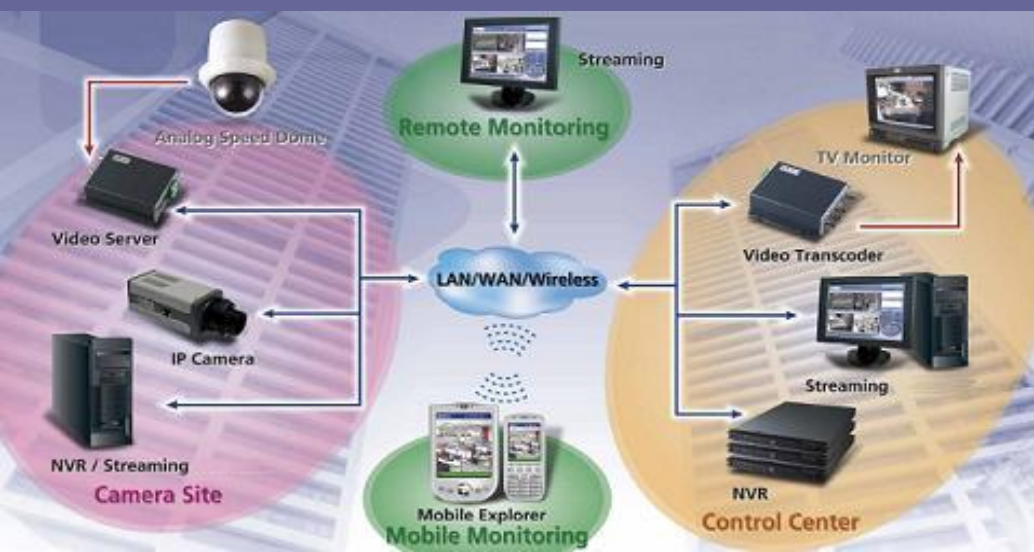 Streaming
Remote Monitoring
Analog Speed Dome
TV Monitor
Video Server
Video Transcoder
LAN/WAN/Wireless
IP Camera
Streaming
NVR / Streaming
Camera Site
NVR
Control Center
Mobile Explorer
Mobile Monitoring